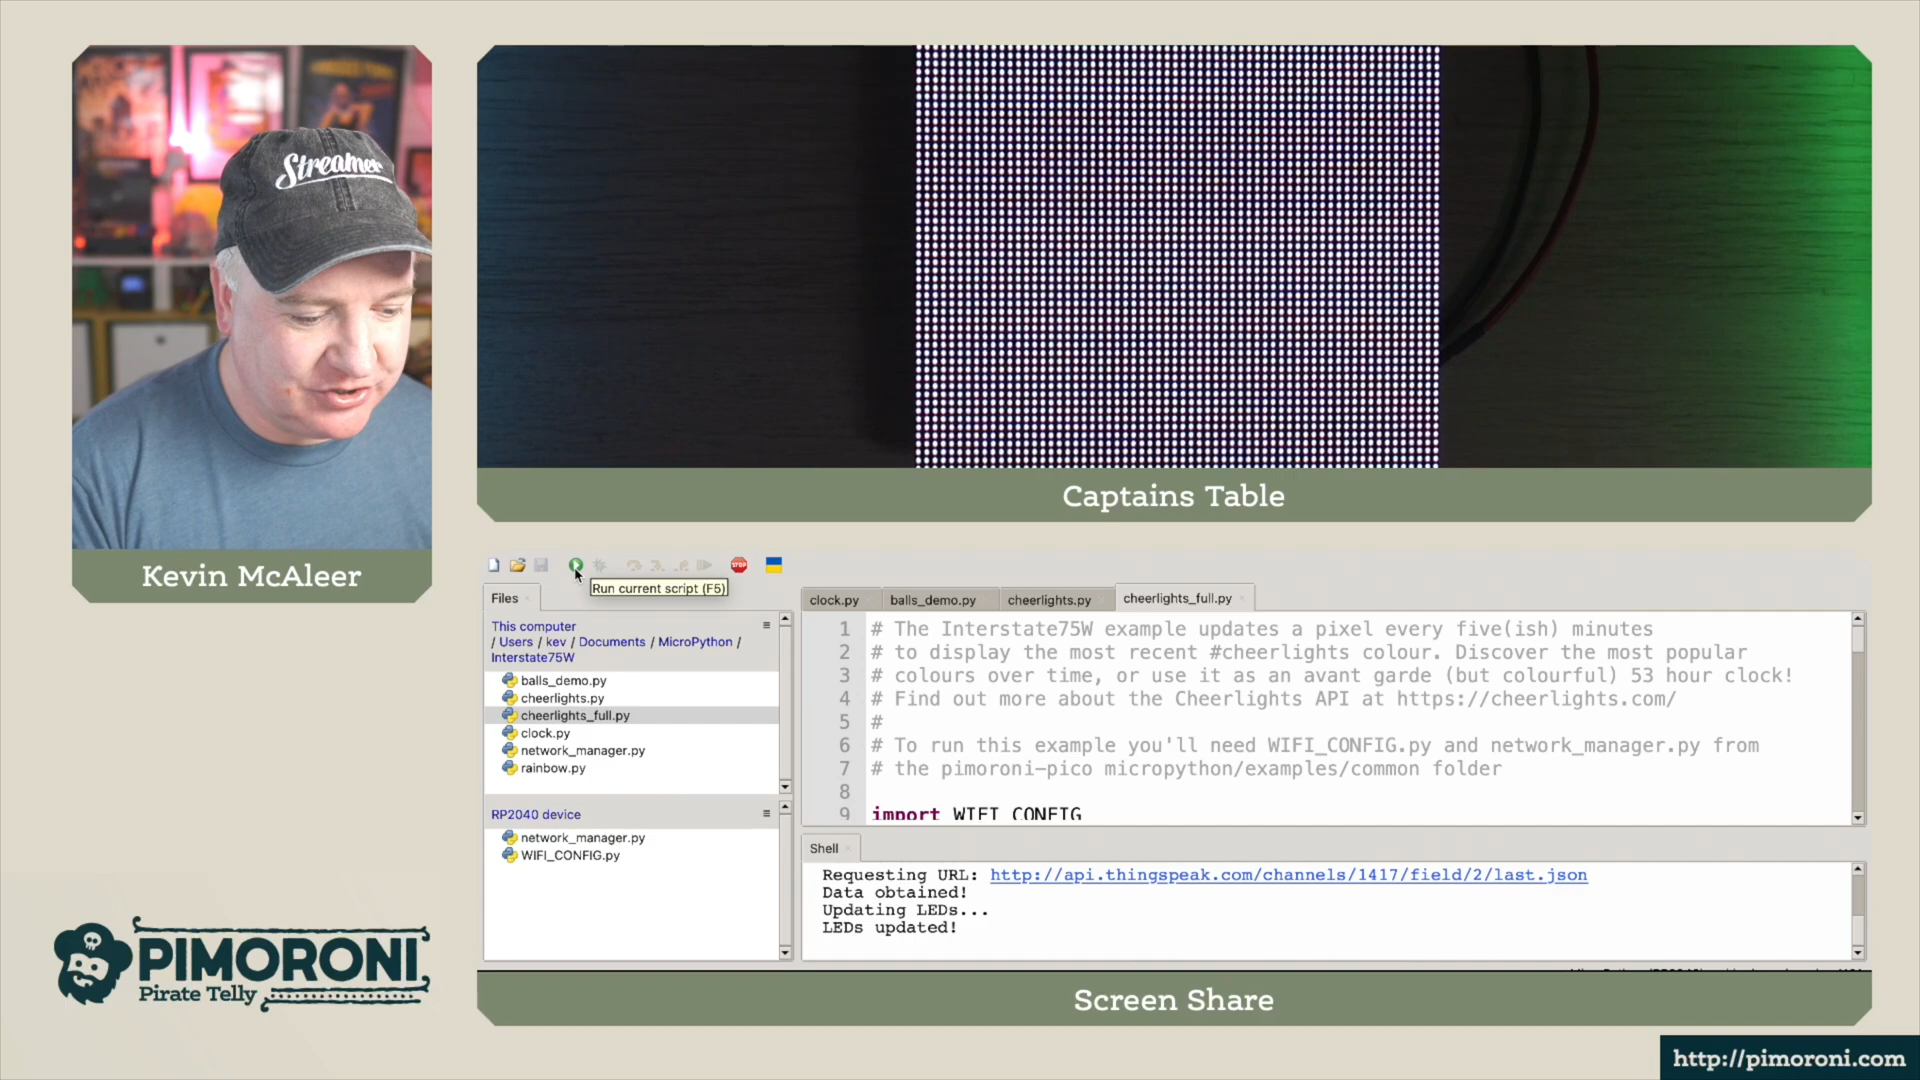 Streamer
Kevin McAleer
Captains Table
Run current script (F5)
Files
This computer
/ Users / kev / Documents / MicroPython /
Interstate75W
balls_demo.py
cheerlights.py
cheerlights_full.py
clock.py
network_manager.py
rainbow.py
RP2040 device
network_manager.py
WIFI_CONFIG.py
STOP
clock.py
balls_demo.py
cheerlights.py
cheerlights_full.py
1 # The Interstate75W example updates a pixel every five(ish) minutes
2 # to display the most recent #cheerlights colour. Discover the most popular
3 # colours over time, or use it as an avant garde (but colourful) 53 hour clock!
4 # Find out more about the Cheerlights API at https://cheerlights.com/
5 #
6 # To run this example you'll need WIFI_CONFIG.py and network_manager.py from
7 # the pimoroni-pico micropython/examples/common folder
8
9 import WIFI_CONFIG
Shell
Requesting URL: http://api.thingspeak.com/channels/1417/field/2/last.json
Data obtained!
Updating LEDs...
LEDs updated!
Screen Share
PIMORONI
Pirate Telly
http://pimoroni.com